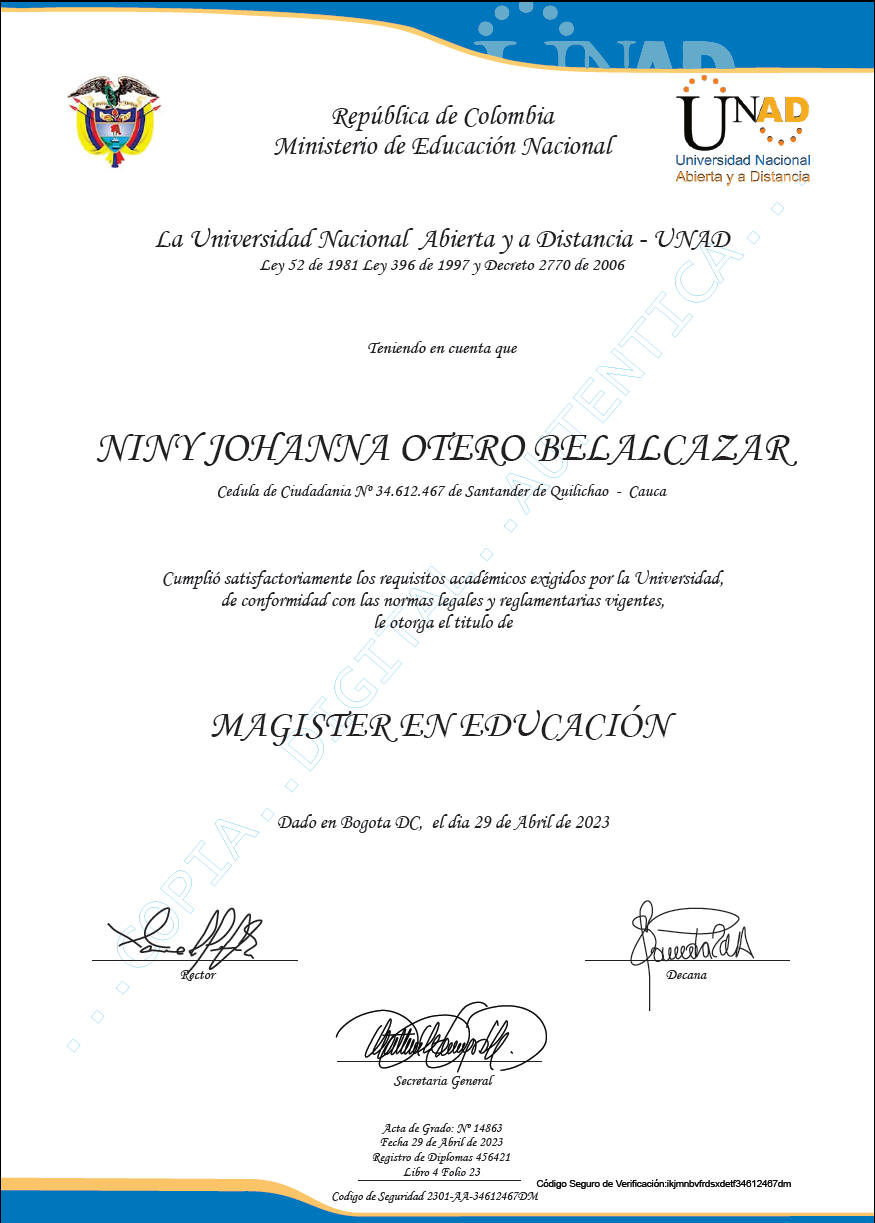 UNAD
República de Colombia
Ministerio de Educación Nacional
UNAD
Universidad Nacional
Abierta y a Distancia
La Universidad Nacional Abierta y a Distancia - UNAD
Ley 52 de 1981 Ley 396 de 1997 y Decreto 2770 de 2006
Teniendo en cuenta que
NINY JOHANNA OTERO BELALCAZAR
Cedula de Ciudadania Nº 34.612.467 de Santander de Quilichao - Cauca
Cumplió satisfactoriamente los requisitos académicos exigidos por la Universidad,
de conformidad con las normas legales y reglamentarias vigentes,
le otorga el titulo de
MAGISTER EN EDUCACIÓN
Dado en Bogota DC, el dia 29 de Abril de 2023
...COPIA...DIGITAL...AUTENTICA...
Rector
Decana
Secretaria General
Acta de Grado: Nº 14863
Fecha 29 de Abril de 2023
Registro de Diplomas 456421
Libro 4 Folio 23
Código Seguro de Verificación:ikjmnbvfrdsxdetf34612467dm
Codigo de Seguridad 2301-AA-34612467DM